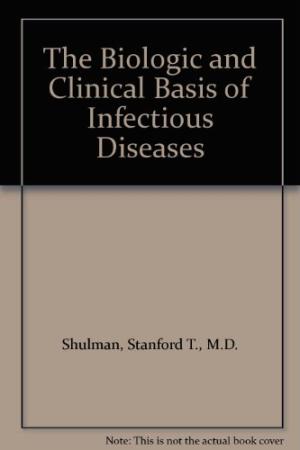 The Biologic and
Clinical Basis of
Infectious
Diseases
Shulman, Stanford T., M.D.
Note: This is not the actual book cover